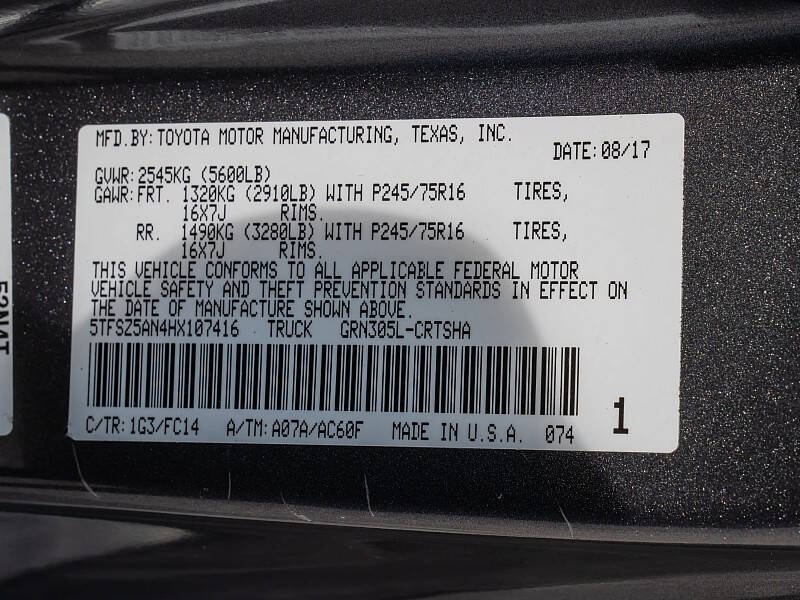 MFD.BY: TOYOTA MOTOR MANUFACTURING, TEXAS, INC.
DATE: 08/17
GVWR: 2545KG (5600LB)
GAWR: FRT. 1320KG (2910LB) WITH P245/75R16 TIRES,
16X7J RIMS.
RR. 1490KG (3280LB) WITH P245/75R16 TIRES,
16X7J RIMS.
THIS VEHICLE CONFORMS TO ALL APPLICABLE FEDERAL MOTOR
VEHICLE SAFETY AND THEFT PREVENTION STANDARDS IN EFFECT ON
THE DATE OF MANUFACTURE SHOWN ABOVE.
5TFSZ5AN4HX107416 TRUCK GRN305L-CRTSHA
C/TR: 1G3/FC14 A/TM: A07A/AC60F MADE IN U.S.A. 074
1